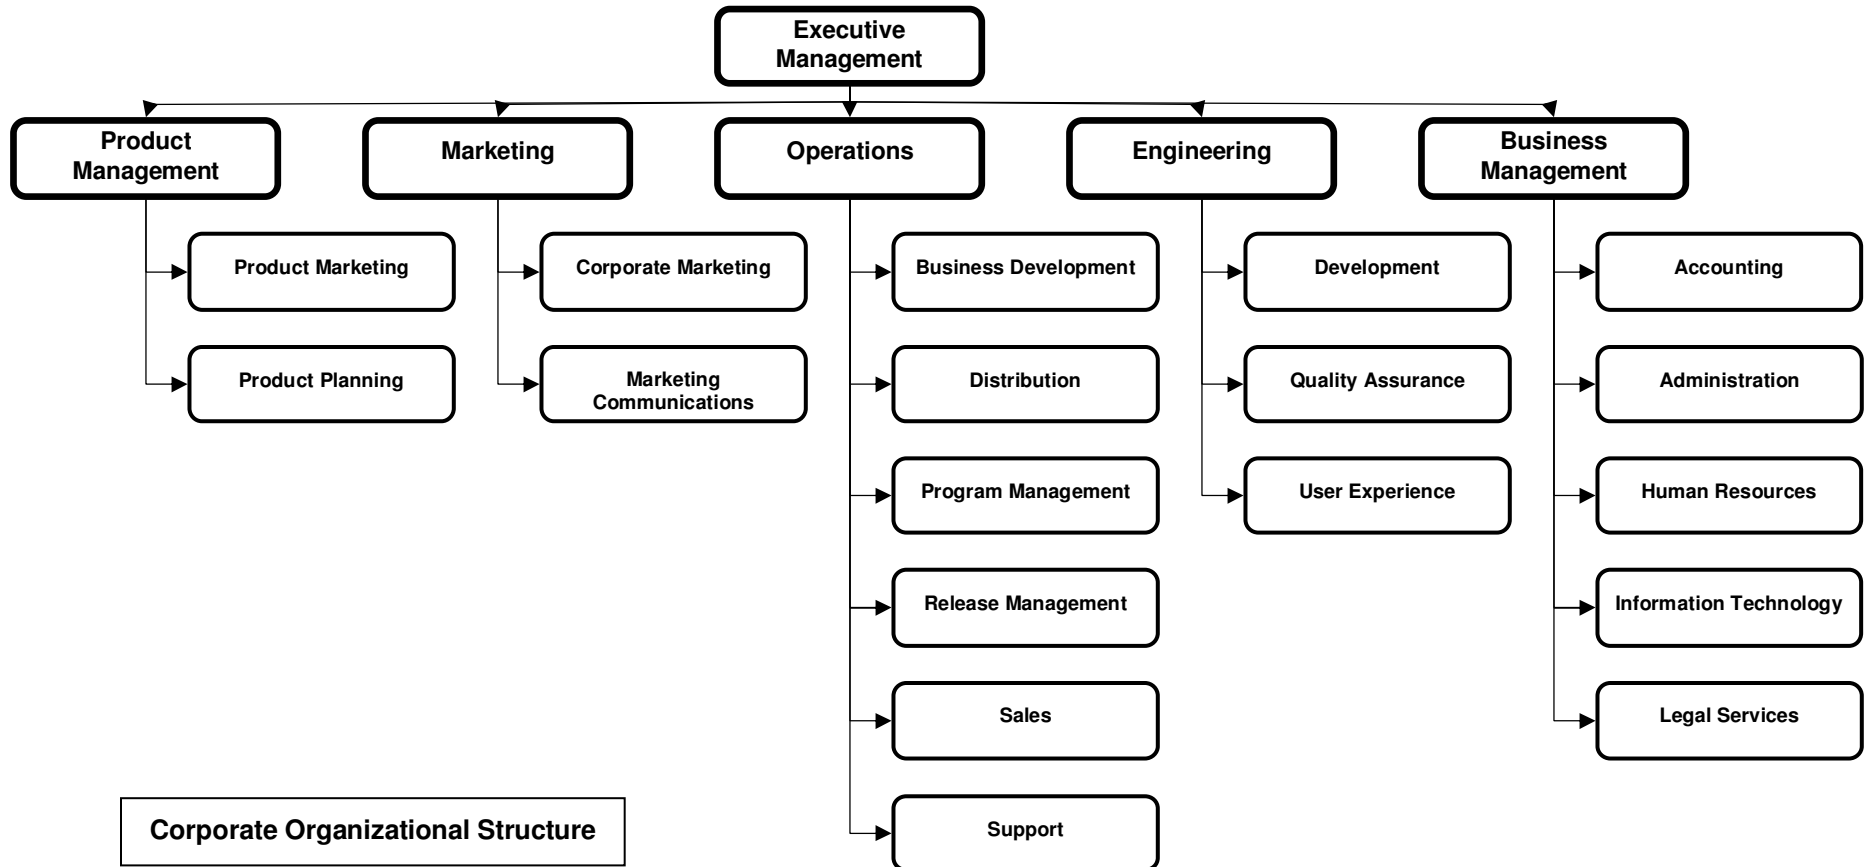 Executive
Management
Product
Management
Marketing
Operations
Engineering
Business
Management
Product Marketing
Corporate Marketing
Business Development
Development
Accounting
Product Planning
Marketing
Communications
Distribution
Quality Assurance
Administration
Program Management
User Experience
Human Resources
Release Management
Information Technology
Sales
Legal Services
Support
Corporate Organizational Structure